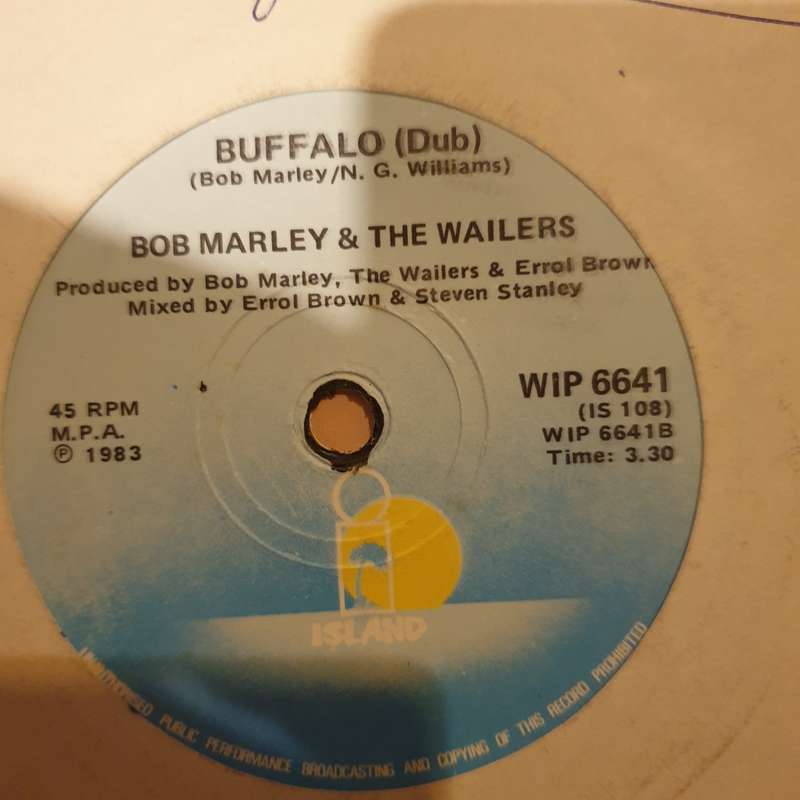 BUFFALO (Dub)
(Bob Marley/N. G. Williams)
BOB MARLEY & THE WAILERS
Produced by Bob Marley, The Wailers & Errol Brown
Mixed by Errol Brown & Steven Stanley
45 RPM
M.P.A.
℗ 1983
WIP 6641
(IS 108)
WIP 6641B
Time: 3.30
ISLAND
UNAUTHORISED PUBLIC PERFORMANCE BROADCASTING AND COPYING OF THIS RECORD PROHIBITED